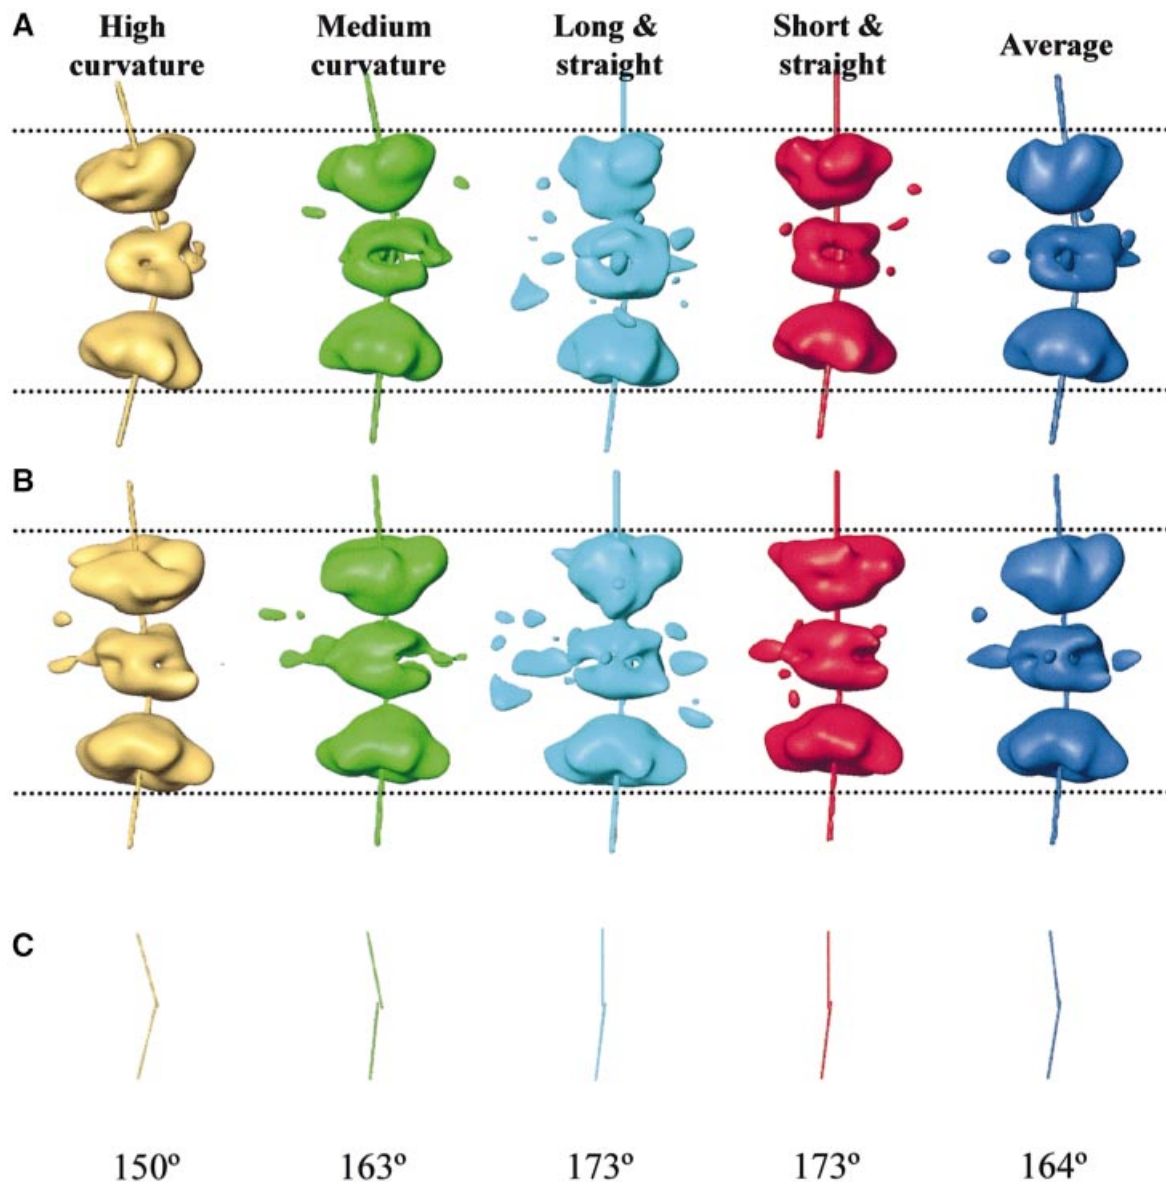 A
High
curvature
Medium
curvature
Long &
straight
Short &
straight
Average
B
C
150º
163º
173º
173º
164º